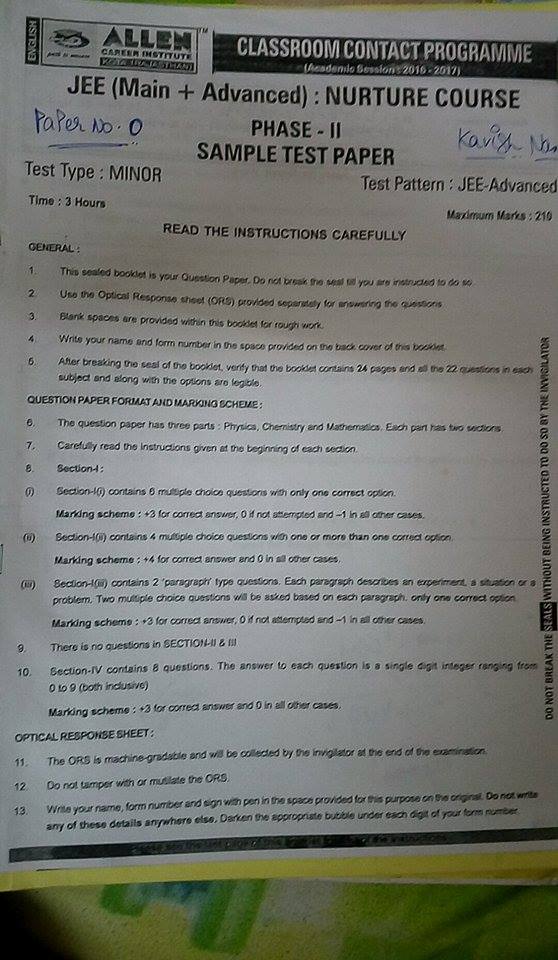 ENGLISH
ALLEN
TM
CAREER INSTITUTE
KOTA (RAJASTHAN)
CLASSROOM CONTACT PROGRAMME
(Academic Session : 2016 - 2017)
JEE (Main + Advanced) : NURTURE COURSE
Paper No. 0
PHASE - II
Kavish
SAMPLE TEST PAPER
Test Type : MINOR
Test Pattern : JEE-Advanced
Time : 3 Hours
Maximum Marks : 210
READ THE INSTRUCTIONS CAREFULLY
GENERAL :
1. This sealed booklet is your Question Paper. Do not break the seal till you are instructed to do so.
2. Use the Optical Response sheet (ORS) provided separately for answering the questions
3. Blank spaces are provided within this booklet for rough work.
4. Write your name and form number in the space provided on the back cover of this booklet.
5. After breaking the seal of the booklet, verify that the booklet contains 24 pages and all the 22 questions in each
subject and along with the options are legible.
QUESTION PAPER FORMAT AND MARKING SCHEME :
6. The question paper has three parts : Physics, Chemistry and Mathematics. Each part has two sections.
7. Carefully read the instructions given at the beginning of each section.
8. Section-I :
(i) Section-I(i) contains 6 multiple choice questions with only one correct option.
Marking scheme : +3 for correct answer, 0 if not attempted and –1 in all other cases.
(ii) Section-I(ii) contains 4 multiple choice questions with one or more than one correct option.
Marking scheme : +4 for correct answer and 0 in all other cases.
(iii) Section-I(iii) contains 2 'paragraph' type questions. Each paragraph describes an experiment, a situation or a
problem. Two multiple choice questions will be asked based on each paragraph. only one correct option.
Marking scheme : +3 for correct answer, 0 if not attempted and –1 in all other cases.
9. There is no questions in SECTION-II & III
10. Section-IV contains 8 questions. The answer to each question is a single digit integer ranging from
0 to 9 (both inclusive)
Marking scheme : +3 for correct answer and 0 in all other cases.
OPTICAL RESPONSE SHEET :
11. The ORS is machine-gradable and will be collected by the invigilator at the end of the examination.
12. Do not tamper with or mutilate the ORS.
13. Write your name, form number and sign with pen in the space provided for this purpose on the original. Do not write
any of these details anywhere else. Darken the appropriate bubble under each digit of your form number.
DO NOT BREAK THE SEALS WITHOUT BEING INSTRUCTED TO DO SO BY THE INVIGILATOR